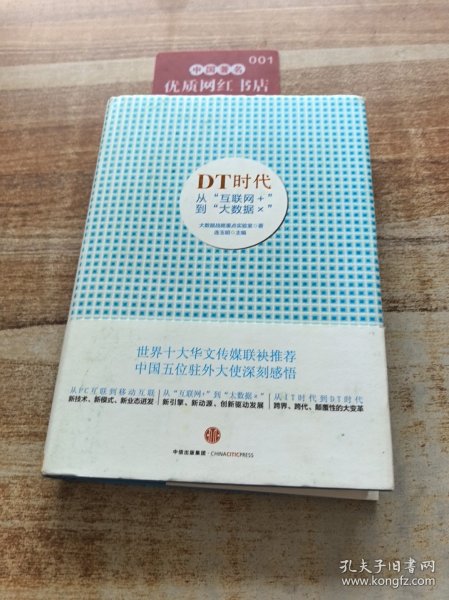 001
中国著名
优质网红书店
DT时代
从“互联网+”
到“大数据×”
大数据战略重点实验室◎著
连玉明◎主编
世界十大华文传媒联袂推荐
中国五位驻外大使深刻感悟
从PC互联到移动互联
新技术、新模式、新业态迸发
从“互联网+”到“大数据×”
新引擎、新动源、创新驱动发展
从IT时代到DT时代
跨界、跨代、颠覆性的大变革
中信出版集团·CHINACITICPRESS
孔夫子旧书网
www.kongfz.com